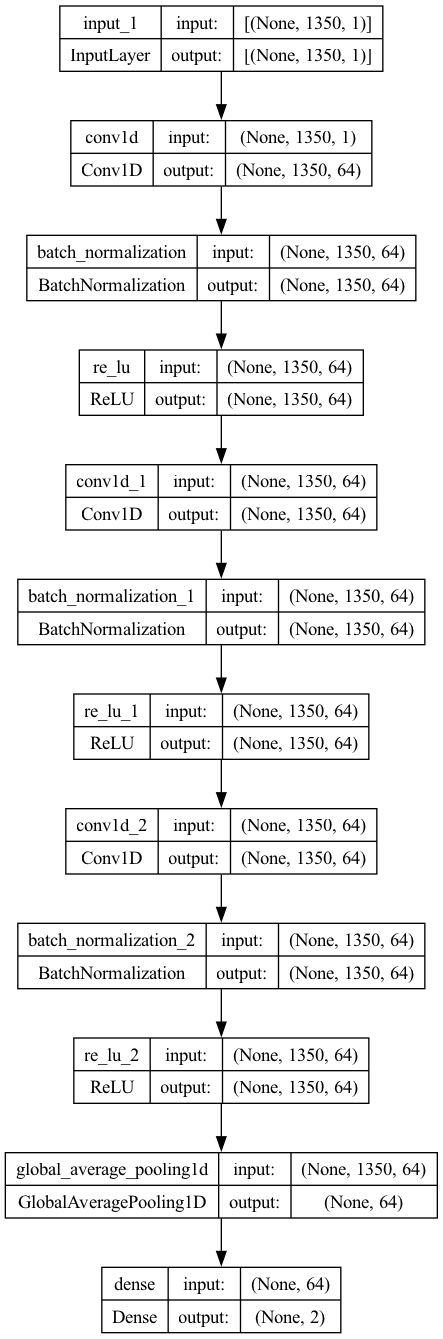 input_1 input: [(None, 1350, 1)]
InputLayer output: [(None, 1350, 1)]
conv1d input: (None, 1350, 1)
Conv1D output: (None, 1350, 64)
batch_normalization input: (None, 1350, 64)
BatchNormalization output: (None, 1350, 64)
re_lu input: (None, 1350, 64)
ReLU output: (None, 1350, 64)
conv1d_1 input: (None, 1350, 64)
Conv1D output: (None, 1350, 64)
batch_normalization_1 input: (None, 1350, 64)
BatchNormalization output: (None, 1350, 64)
re_lu_1 input: (None, 1350, 64)
ReLU output: (None, 1350, 64)
conv1d_2 input: (None, 1350, 64)
Conv1D output: (None, 1350, 64)
batch_normalization_2 input: (None, 1350, 64)
BatchNormalization output: (None, 1350, 64)
re_lu_2 input: (None, 1350, 64)
ReLU output: (None, 1350, 64)
global_average_pooling1d input: (None, 1350, 64)
GlobalAveragePooling1D output: (None, 64)
dense input: (None, 64)
Dense output: (None, 2)